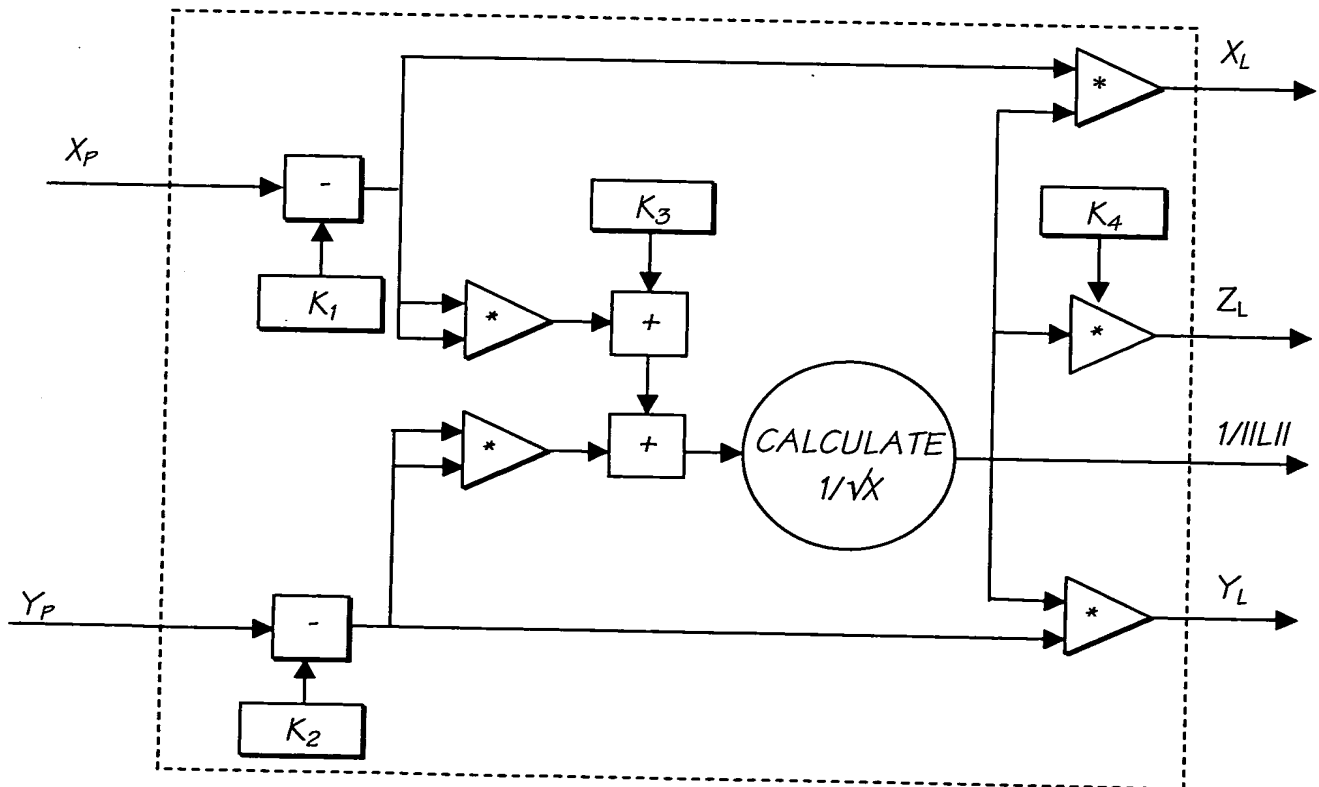 X_L
X_P
-
*
K_3
K_4
K_1
*
+
*
Z_L
*
+
CALCULATE
1/√X
1/||L||
Y_P
-
*
Y_L
K_2